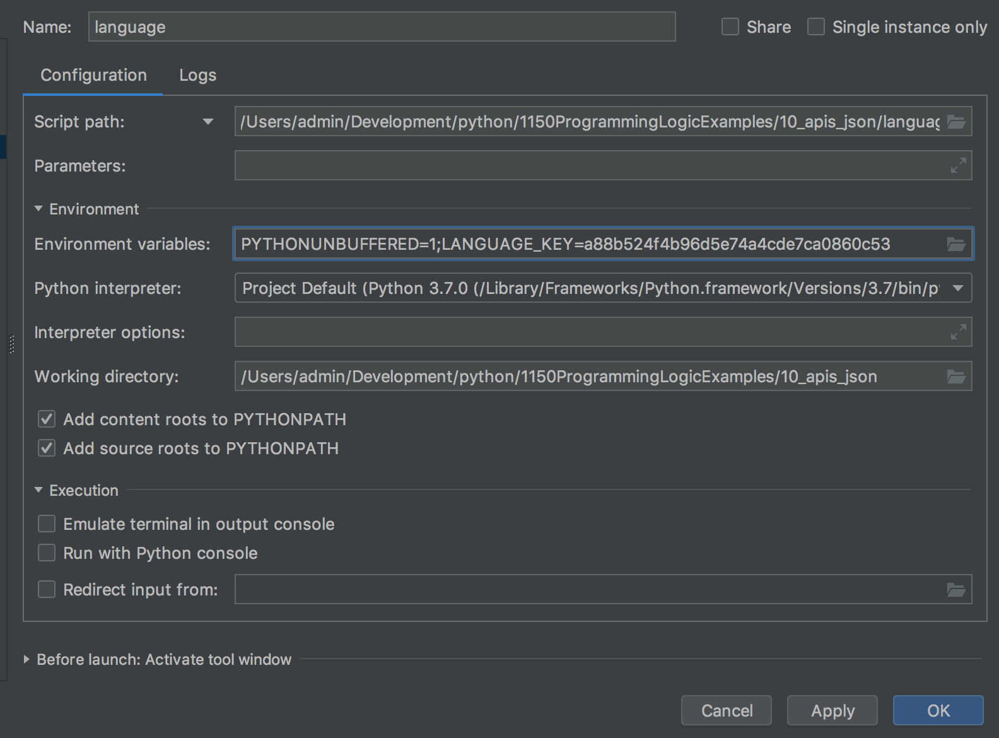 Name: language Share Single instance only
Configuration Logs
Script path: /Users/admin/Development/python/1150ProgrammingLogicExamples/10_apis_json/languag
Parameters:
Environment
Environment variables: PYTHONUNBUFFERED=1;LANGUAGE_KEY=a88b524f4b96d5e74a4cde7ca0860c53
Python interpreter: Project Default (Python 3.7.0 (/Library/Frameworks/Python.framework/Versions/3.7/bin/py
Interpreter options:
Working directory: /Users/admin/Development/python/1150ProgrammingLogicExamples/10_apis_json
Add content roots to PYTHONPATH
Add source roots to PYTHONPATH
Execution
Emulate terminal in output console
Run with Python console
Redirect input from:
Before launch: Activate tool window
Cancel Apply OK